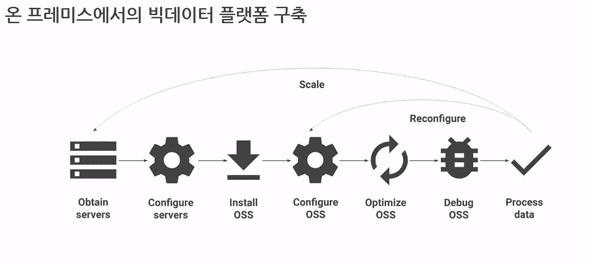 온 프레미스에서의 빅데이터 플랫폼 구축
Scale
Reconfigure
Obtain
servers
Configure
servers
Install
OSS
Configure
OSS
Optimize
OSS
Debug
OSS
Process
data